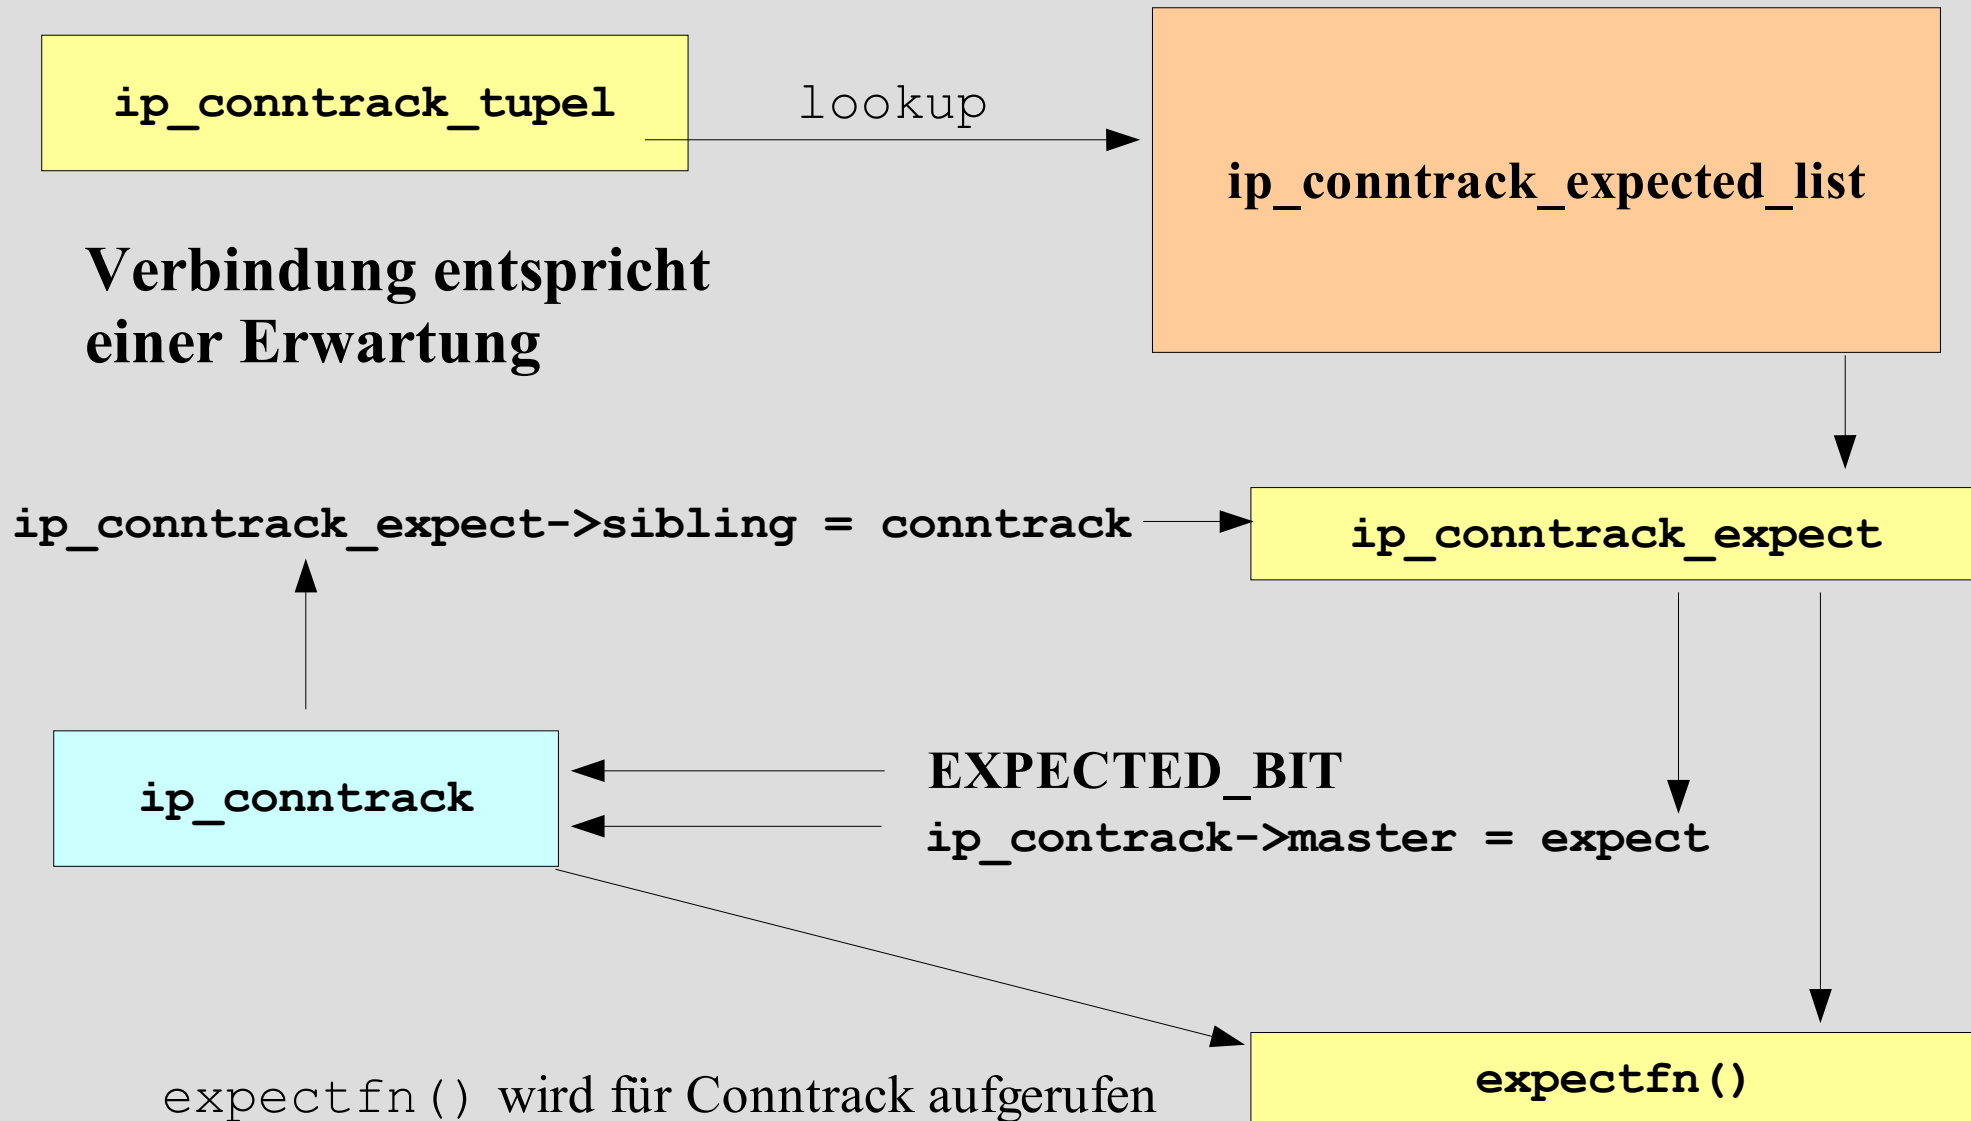 ip_conntrack_tupel
lookup
ip_conntrack_expected_list
Verbindung entspricht
einer Erwartung
ip_conntrack_expect->sibling = conntrack
ip_conntrack_expect
ip_conntrack
EXPECTED_BIT
ip_contrack->master = expect
expectfn() wird für Conntrack aufgerufen
expectfn()